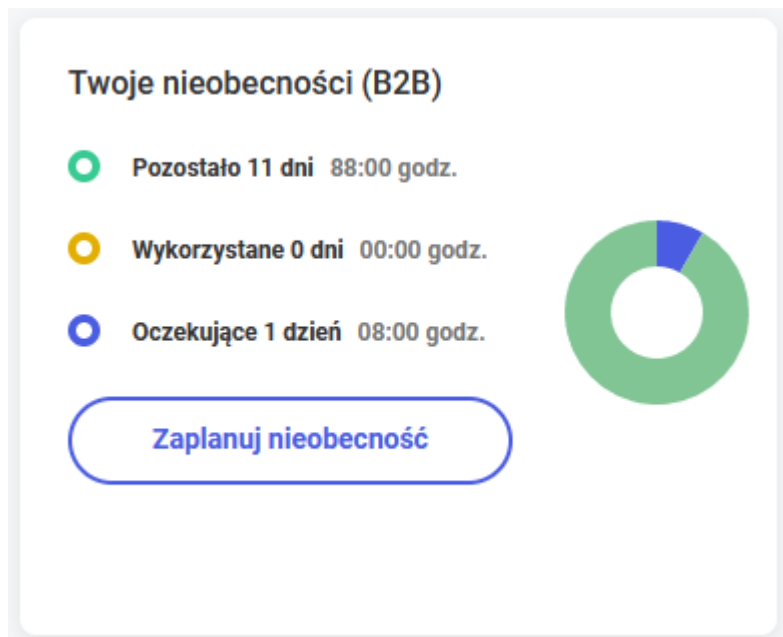 Twoje nieobecności (B2B)
Pozostało 11 dni 88:00 godz.
Wykorzystane 0 dni 00:00 godz.
Oczekujące 1 dzień 08:00 godz.
Zaplanuj nieobecność